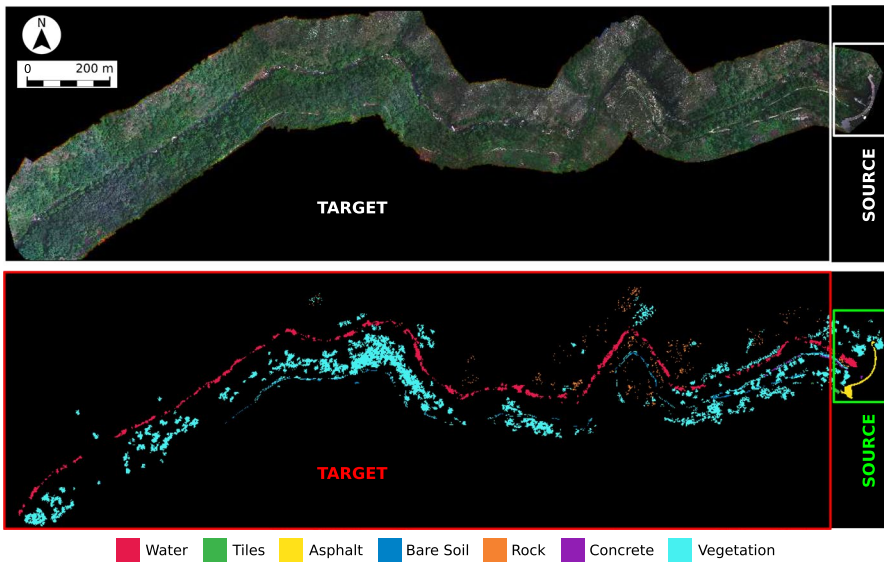 N
0 200 m
TARGET
SOURCE
TARGET
SOURCE
Water Tiles Asphalt Bare Soil Rock Concrete Vegetation